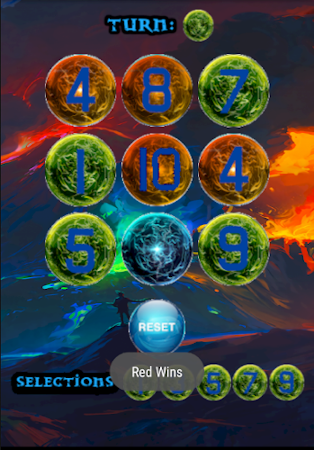 TURN:
4 8 7
1 10 4
5 9
RESET
Red Wins
SELECTIONS 5 7 9